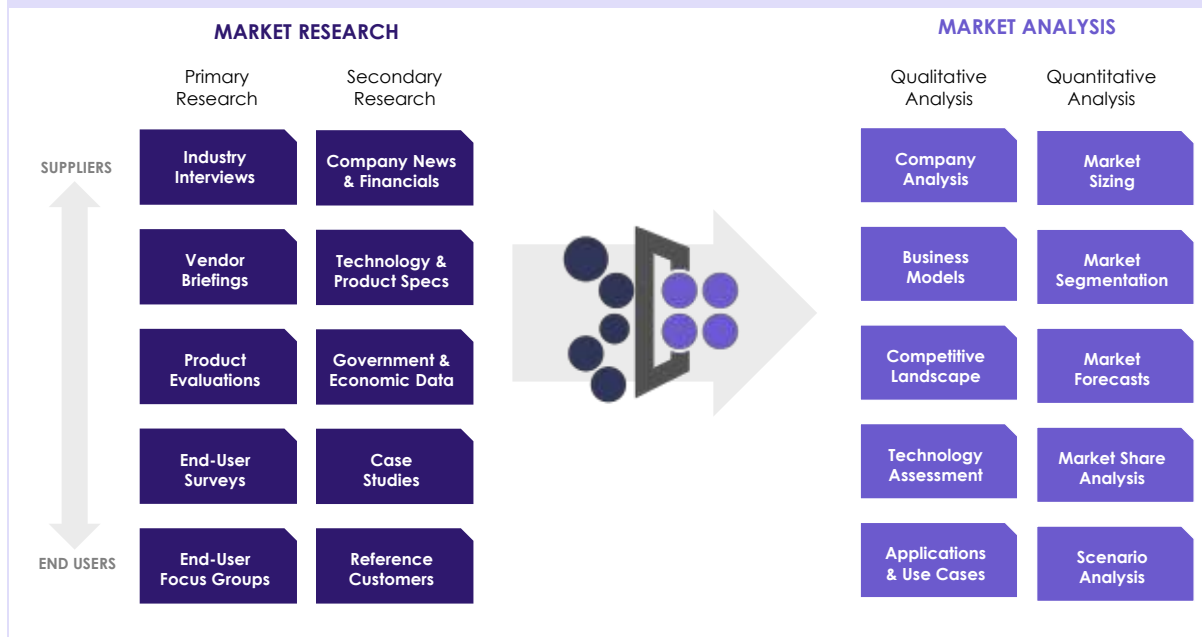 MARKET RESEARCH
MARKET ANALYSIS
Primary
Research
Secondary
Research
Qualitative
Analysis
Quantitative
Analysis
SUPPLIERS
Industry
Interviews
Company News
& Financials
Company
Analysis
Market
Sizing
Vendor
Briefings
Technology &
Product Specs
Business
Models
Market
Segmentation
Product
Evaluations
Government &
Economic Data
Competitive
Landscape
Market
Forecasts
End-User
Surveys
Case
Studies
Technology
Assessment
Market Share
Analysis
END USERS
End-User
Focus Groups
Reference
Customers
Applications
& Use Cases
Scenario
Analysis